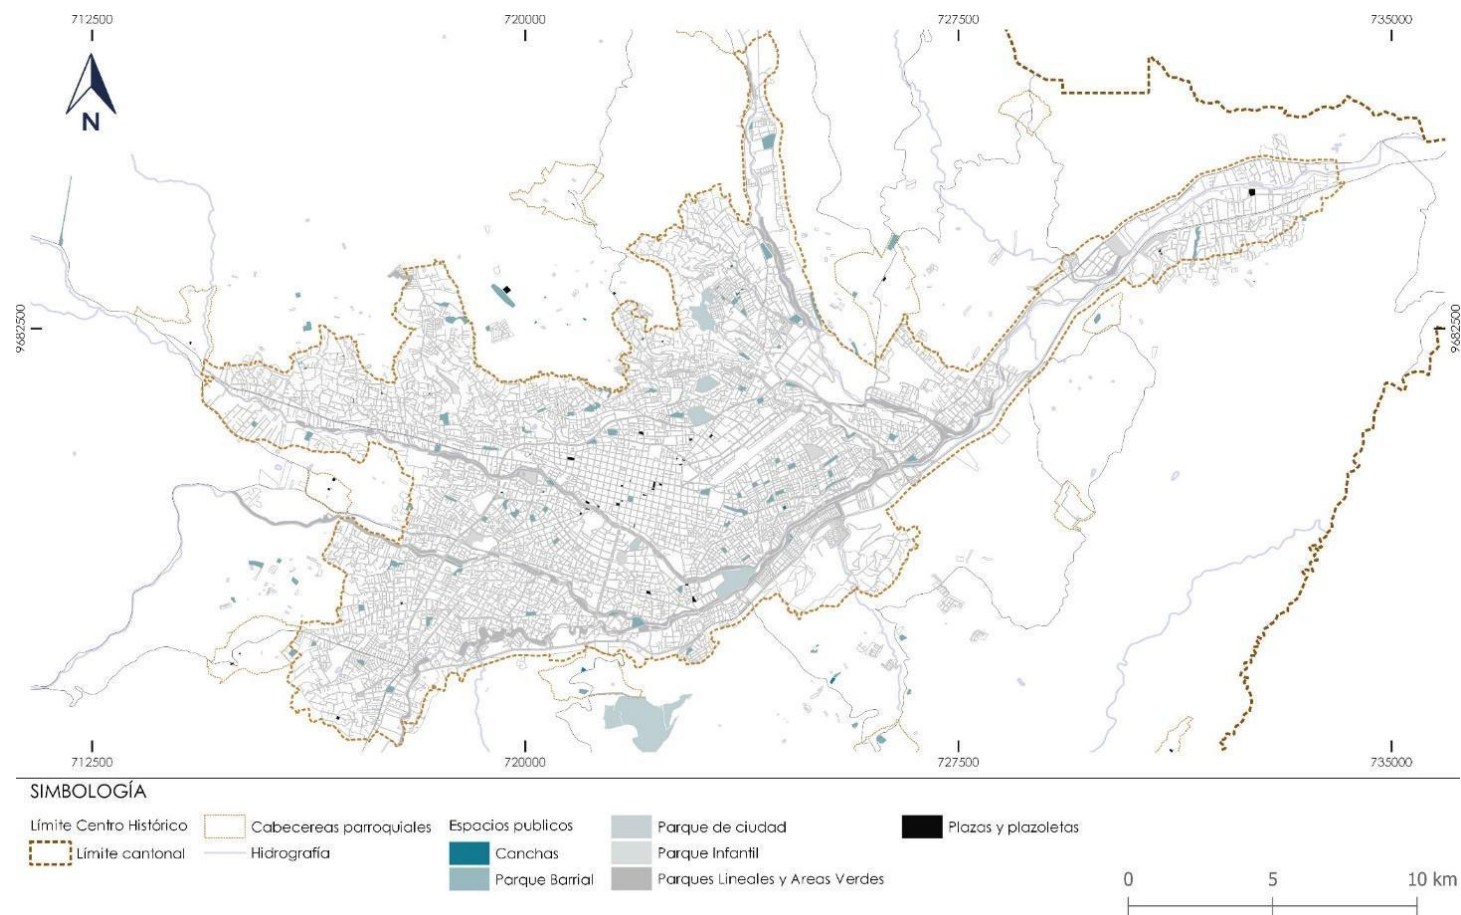 712500 720000 727500 735000
N
9682500 9682500
712500 720000 727500 735000
SIMBOLOGÍA
Límite Centro Histórico
Límite cantonal
Cabecereas parroquiales
Hidrografía
Espacios publicos
Canchas
Parque Barrial
Parque de ciudad
Parque Infantil
Parques Lineales y Areas Verdes
Plazas y plazoletas
0 5 10 km